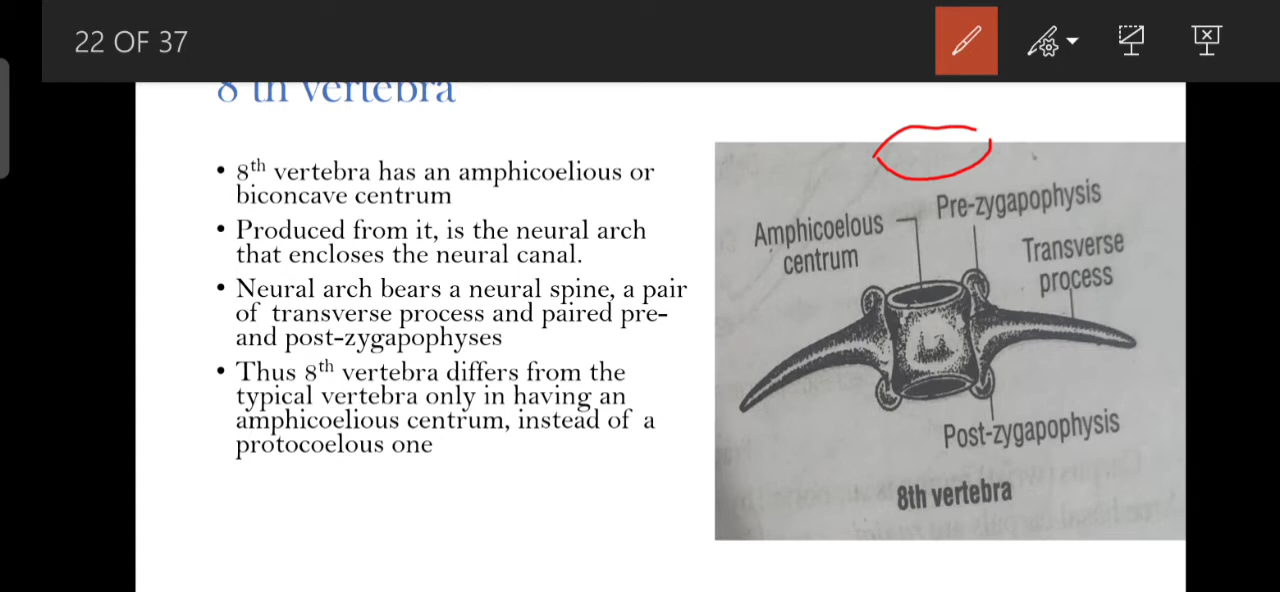 22 OF 37
8 th vertebra
• 8th vertebra has an amphicoelious or
biconcave centrum
• Produced from it, is the neural arch
that encloses the neural canal.
• Neural arch bears a neural spine, a pair
of transverse process and paired pre-
and post-zygapophyses
• Thus 8th vertebra differs from the
typical vertebra only in having an
amphicoelious centrum, instead of a
protocoelous one
Amphicoelous
centrum
Pre-zygapophysis
Transverse
process
Post-zygapophysis
8th vertebra